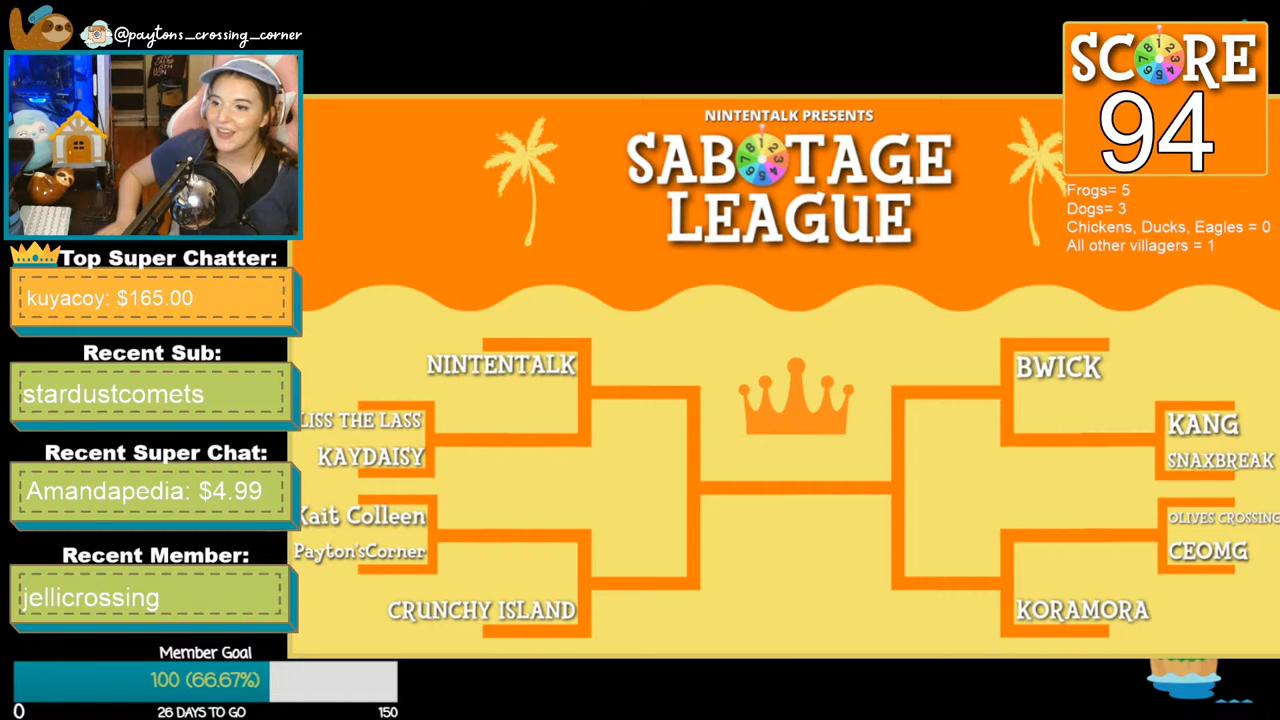 @paytons_crossing_corner
Top Super Chatter:
kuyacoy: $165.00
Recent Sub:
stardustcomets
Recent Super Chat:
Amandapedia: $4.99
Recent Member:
jellicrossing
Member Goal
100 (66.67%)
0 26 DAYS TO GO 150
NINTENTALK PRESENTS
SABOTAGE
LEAGUE
NINTENTALK
LISS THE LASS
KAYDAISY
Kait Colleen
Payton'sCorner
CRUNCHY ISLAND
BWICK
KANG
SNAXBREAK
OLIVES CROSSING
CEOMG
KORAMORA
SCORE
94
Frogs= 5
Dogs= 3
Chickens, Ducks, Eagles = 0
All other villagers = 1